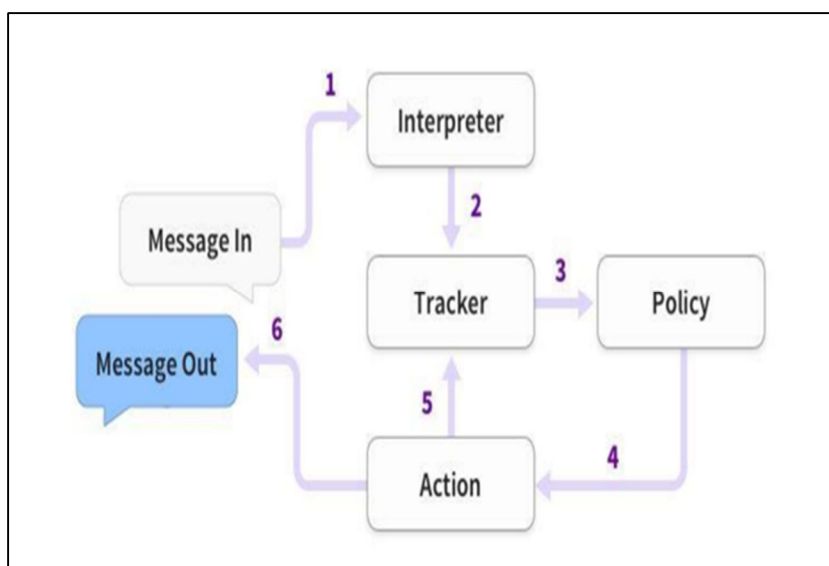 1
Interpreter
2
Message In
Tracker
3
Policy
6
Message Out
5
4
Action